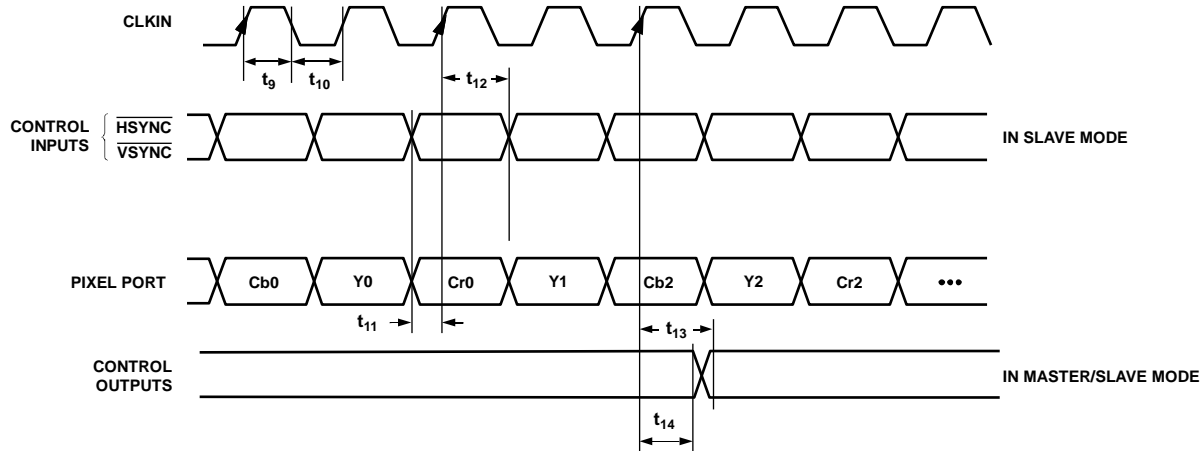 CLKIN
t9 t10 t12
CONTROL INPUTS { HSYNC
VSYNC
IN SLAVE MODE
PIXEL PORT Cb0 Y0 Cr0 Y1 Cb2 Y2 Cr2 •••
t11 t13
CONTROL
OUTPUTS
IN MASTER/SLAVE MODE
t14